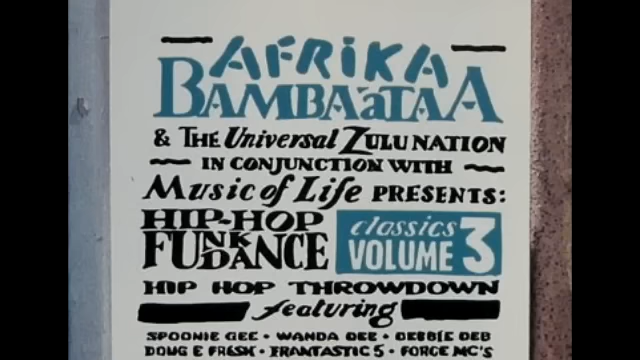 AFRIKA
BAMBAATAA
& THE Universal ZULU NATION
IN CONJUNCTION WITH
Music of Life PRESENTS:
HIP-HOP
FUNK DANCE
classics
VOLUME 3
HIP HOP THROWDOWN
featuring
SPOONIE GEE • WANDA DEE • DEBBIE DEB
DOUG E FRESH • FRANTASTIC 5 • FORCE MC'S